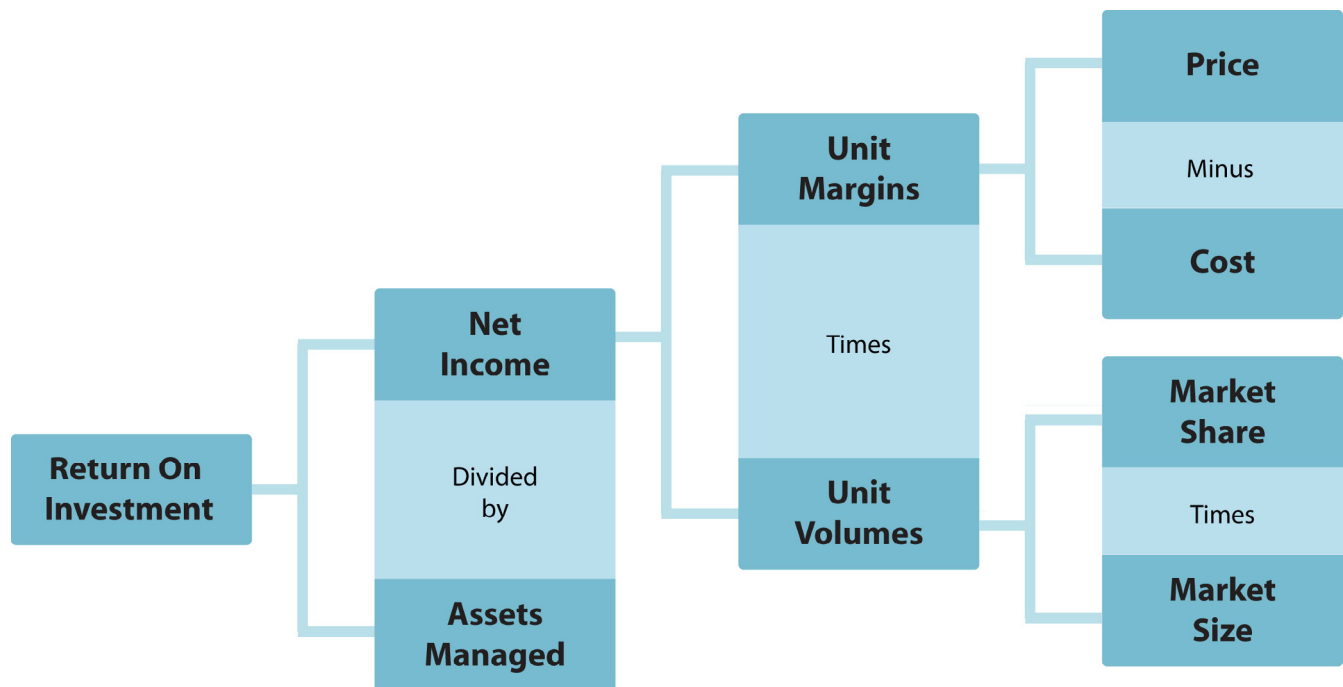 Return On
Investment
Net
Income
Divided
by
Assets
Managed
Unit
Margins
Times
Unit
Volumes
Price
Minus
Cost
Market
Share
Times
Market
Size